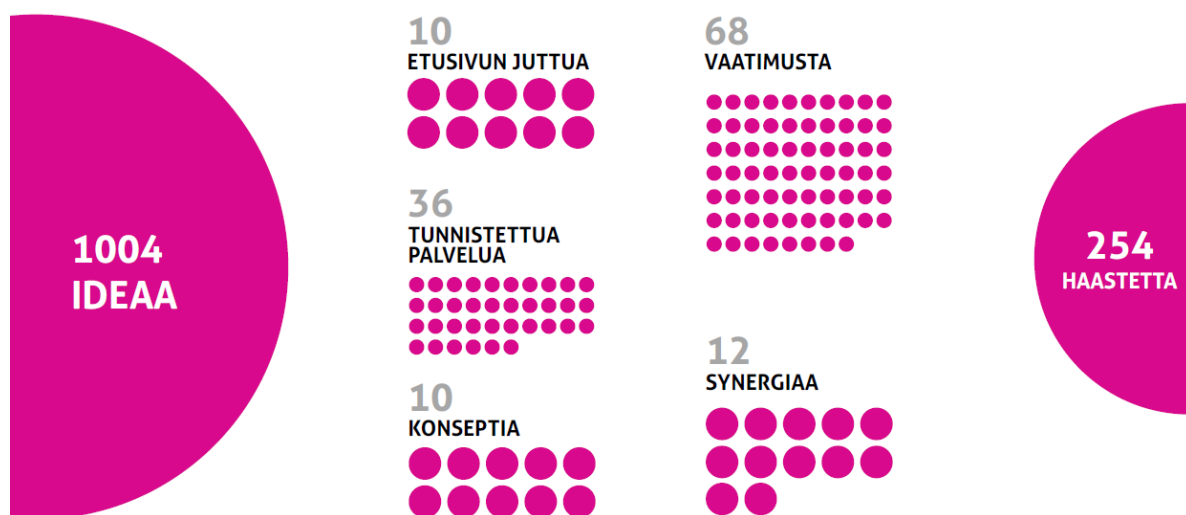 1004
IDEAA
10
ETUSIVUN JUTTUA
36
TUNNISTETTUA
PALVELUA
10
KONSEPTIA
68
VAATIMUSTA
12
SYNERGIAA
254
HAASTETTA